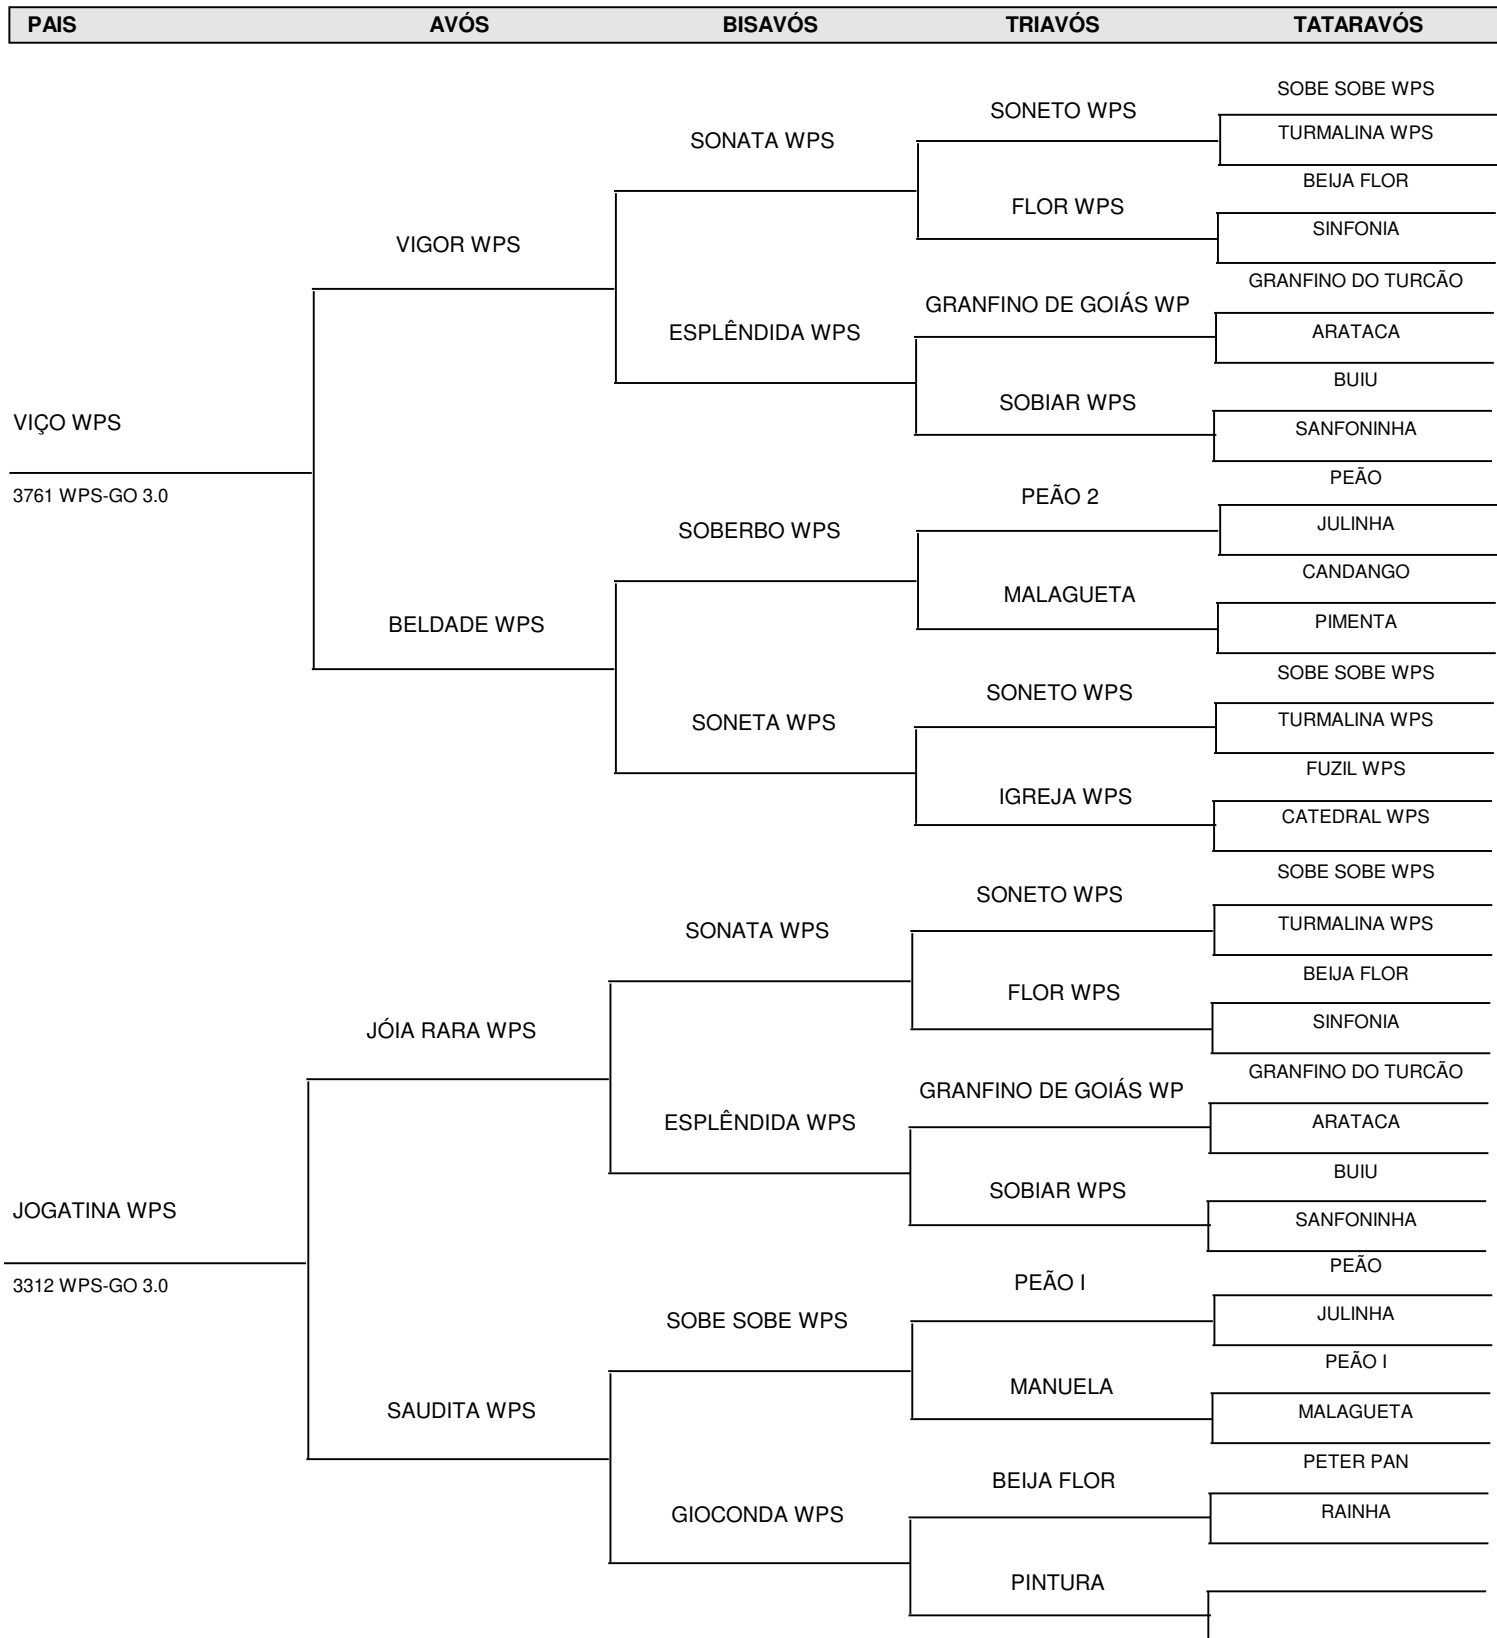 PAIS AVÓS BISAVÓS TRIAVÓS TATARAVÓS
SOBE SOBE WPS
SONETO WPS
TURMALINA WPS
SONATA WPS
BEIJA FLOR
FLOR WPS
SINFONIA
VIGOR WPS
GRANFINO DO TURCÃO
GRANFINO DE GOIÁS WP
ESPLÊNDIDA WPS
ARATACA
BUIU
SOBIAR WPS
VIÇO WPS
SANFONINHA
PEÃO
3761 WPS-GO 3.0
PEÃO 2
JULINHA
SOBERBO WPS
CANDANGO
MALAGUETA
PIMENTA
BELDADE WPS
SOBE SOBE WPS
SONETO WPS
TURMALINA WPS
SONETA WPS
FUZIL WPS
IGREJA WPS
CATEDRAL WPS
SOBE SOBE WPS
SONETO WPS
TURMALINA WPS
SONATA WPS
BEIJA FLOR
FLOR WPS
SINFONIA
JÓIA RARA WPS
GRANFINO DO TURCÃO
GRANFINO DE GOIÁS WP
ESPLÊNDIDA WPS
ARATACA
BUIU
SOBIAR WPS
JOGATINA WPS
SANFONINHA
PEÃO
3312 WPS-GO 3.0
PEÃO I
JULINHA
SOBE SOBE WPS
PEÃO I
MANUELA
SAUDITA WPS
MALAGUETA
PETER PAN
BEIJA FLOR
GIOCONDA WPS
RAINHA
PINTURA